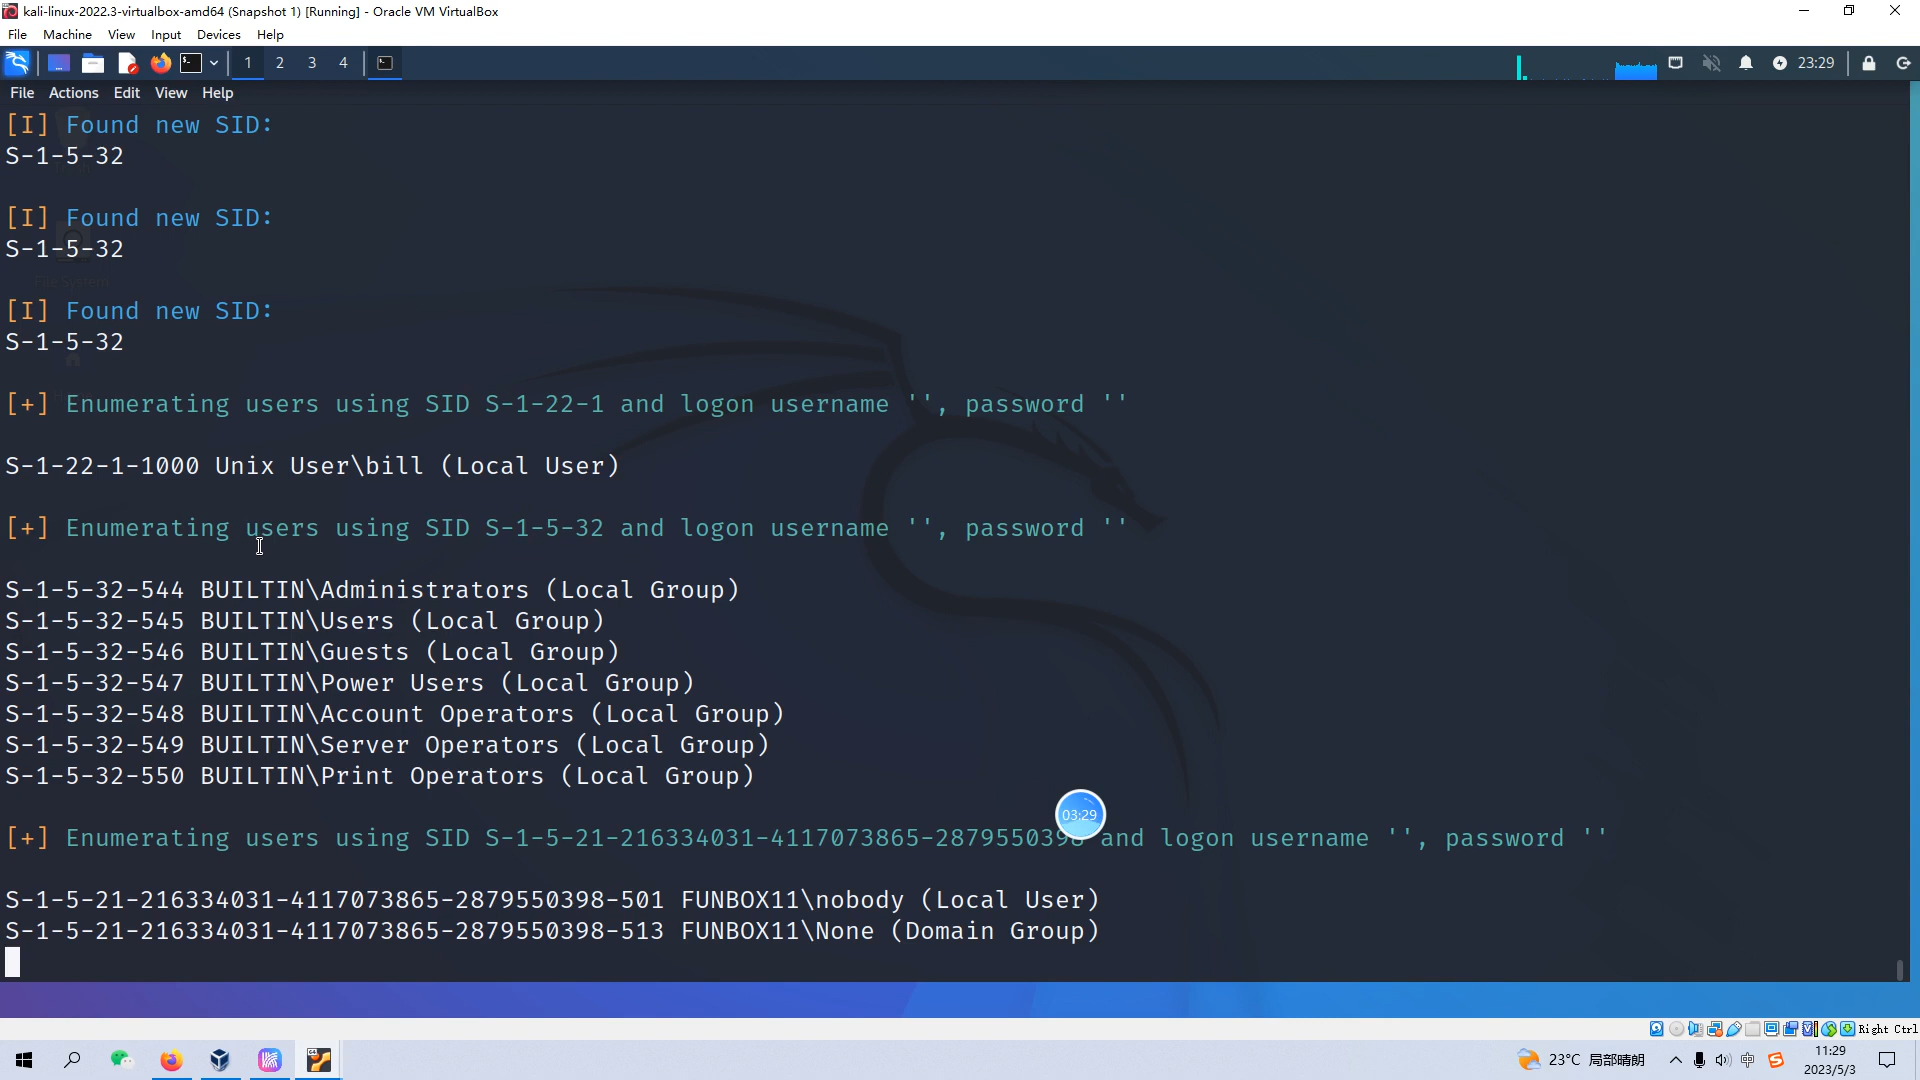 kali-linux-2022.3-virtualbox-amd64 (Snapshot 1) [Running] - Oracle VM VirtualBox
File Machine View Input Devices Help
1 2 3 4 23:29
File Actions Edit View Help
[I] Found new SID:
S-1-5-32
[I] Found new SID:
S-1-5-32
File System
[I] Found new SID:
S-1-5-32
[+] Enumerating users using SID S-1-22-1 and logon username '', password ''
S-1-22-1-1000 Unix User\bill (Local User)
[+] Enumerating users using SID S-1-5-32 and logon username '', password ''
S-1-5-32-544 BUILTIN\Administrators (Local Group)
S-1-5-32-545 BUILTIN\Users (Local Group)
S-1-5-32-546 BUILTIN\Guests (Local Group)
S-1-5-32-547 BUILTIN\Power Users (Local Group)
S-1-5-32-548 BUILTIN\Account Operators (Local Group)
S-1-5-32-549 BUILTIN\Server Operators (Local Group)
S-1-5-32-550 BUILTIN\Print Operators (Local Group)
03:29
[+] Enumerating users using SID S-1-5-21-216334031-4117073865-2879550398 and logon username '', password ''
S-1-5-21-216334031-4117073865-2879550398-501 FUNBOX11\nobody (Local User)
S-1-5-21-216334031-4117073865-2879550398-513 FUNBOX11\None (Domain Group)
Right Ctrl
23°C 局部晴朗 中 11:29
2023/5/3